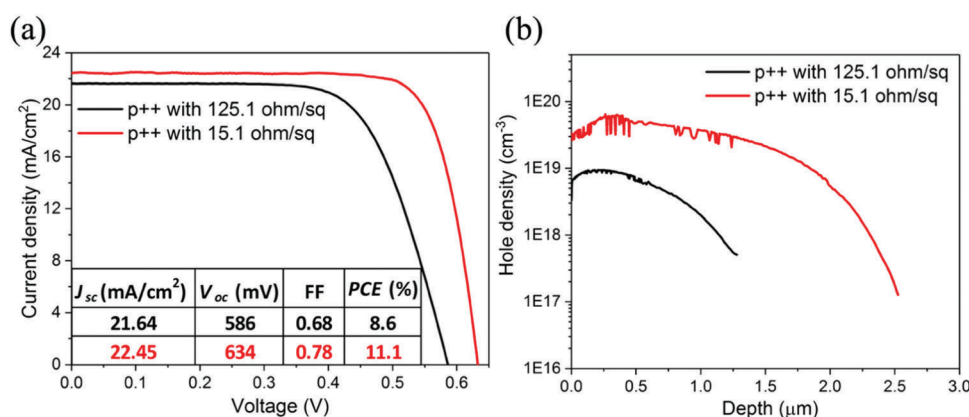 (a)
24
20
16
12
8
4
0
Current density (mA/cm²)
p++ with 125.1 ohm/sq
p++ with 15.1 ohm/sq
Jsc (mA/cm²) Voc (mV) FF PCE (%)
21.64 586 0.68 8.6
22.45 634 0.78 11.1
0.0 0.1 0.2 0.3 0.4 0.5 0.6
Voltage (V)
(b)
p++ with 125.1 ohm/sq
p++ with 15.1 ohm/sq
1E20
1E19
1E18
1E17
1E16
Hole density (cm⁻³)
0.0 0.5 1.0 1.5 2.0 2.5 3.0
Depth (μm)